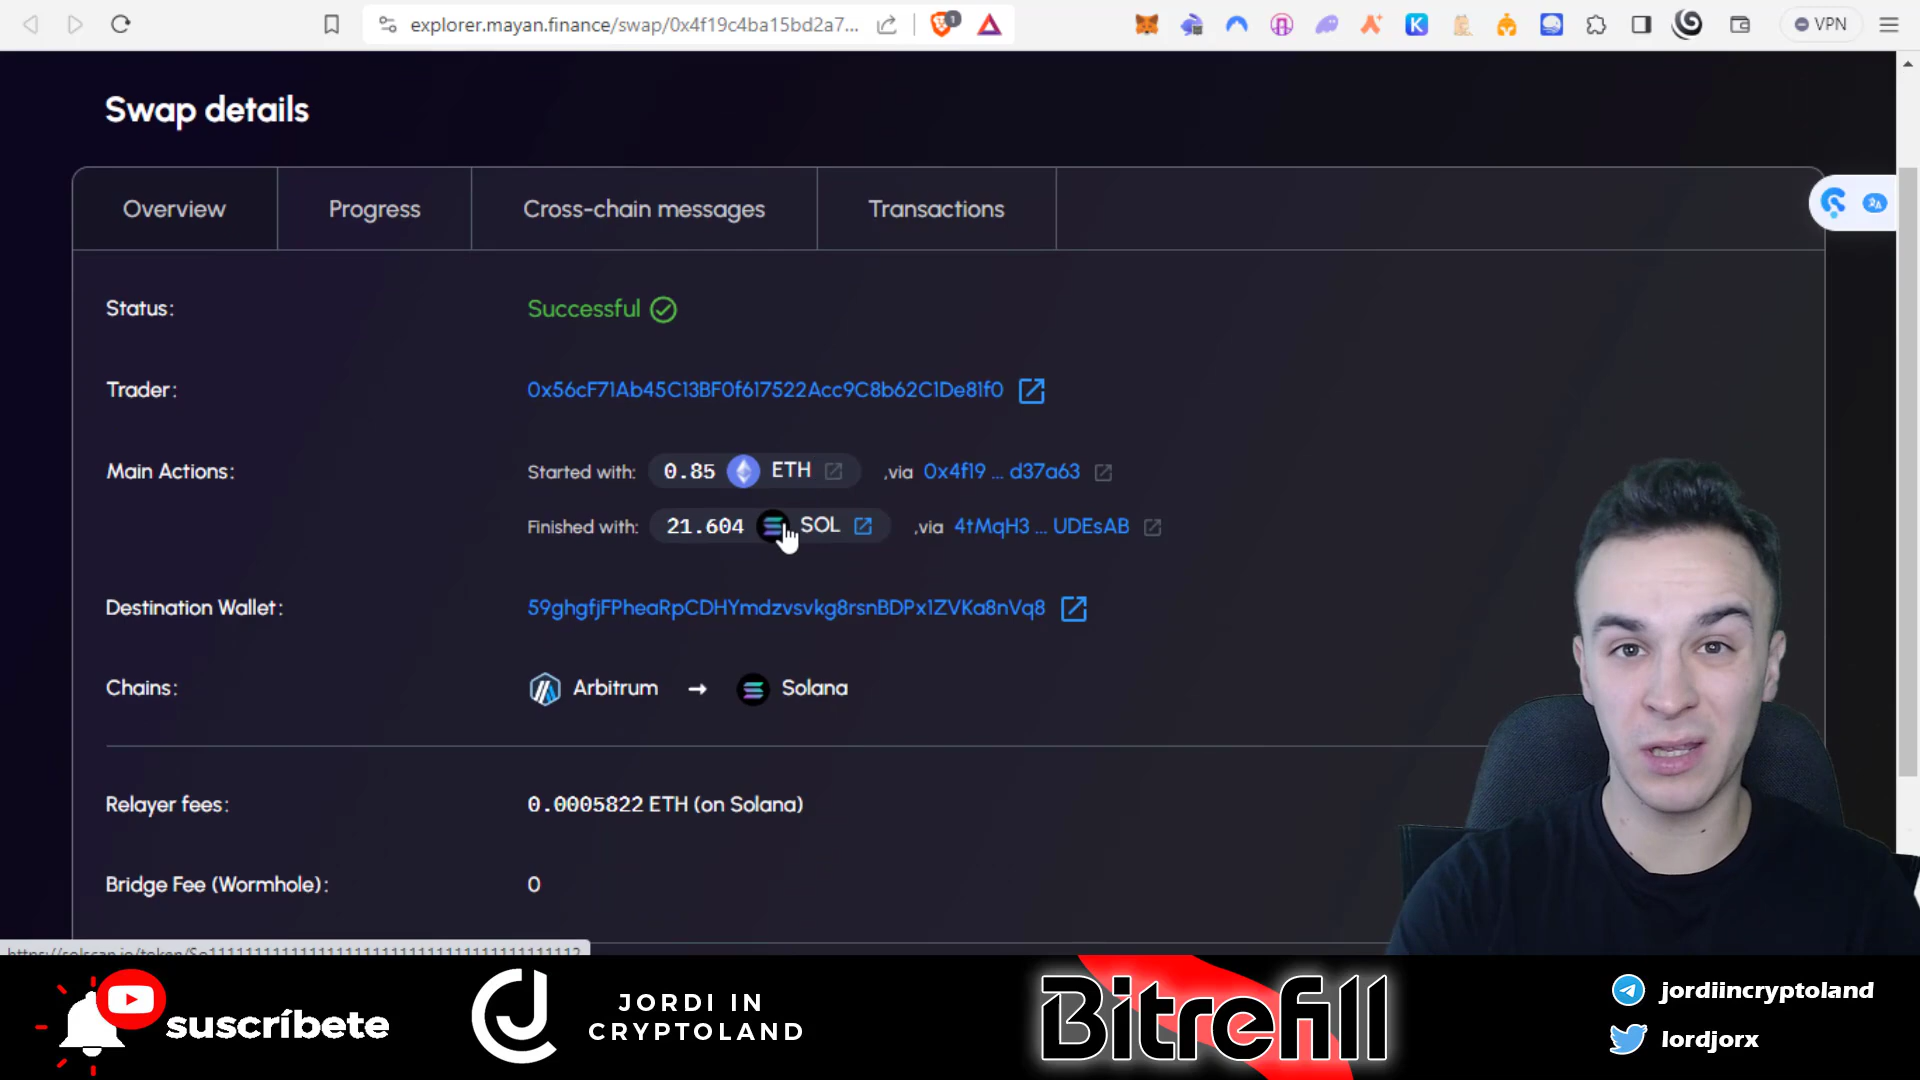 explorer.mayan.finance/swap/0x4f19c4ba15bd2a7...
1
VPN
Swap details
Overview
Progress
Cross-chain messages
Transactions
Status:
Successful
Trader:
0x56cF71Ab45C13BF0f617522Acc9C8b62C1De81f0
Main Actions:
Started with: 0.85 ETH ,via 0x4f19 ... d37a63
Finished with: 21.604 SOL ,via 4tMqH3 ... UDEsAB
Destination Wallet:
59ghgfjFPheaRpCDHYmdzvsvkg8rsnBDPx1ZVKa8nVq8
Chains:
Arbitrum → Solana
Relayer fees:
0.0005822 ETH (on Solana)
Bridge Fee (Wormhole):
0
suscríbete
JORDI IN
CRYPTOLAND
Bitrefill
jordiincryptoland
lordjorx